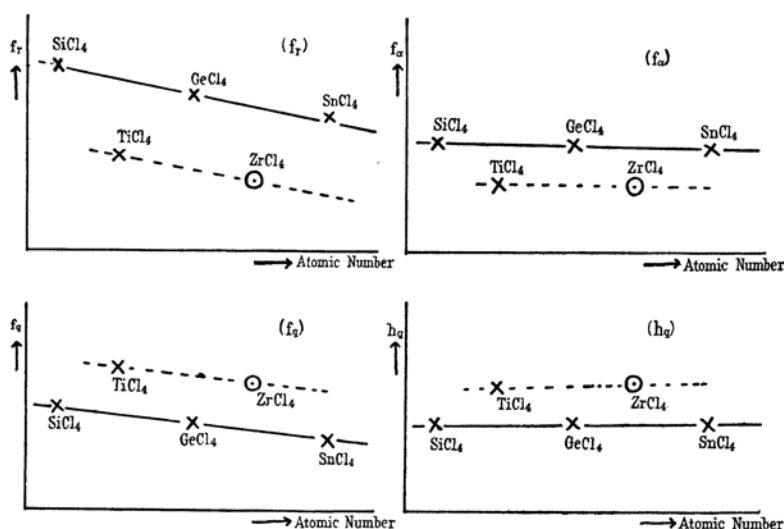 fr
(fr)
SiCl4
GeCl4
SnCl4
TiCl4
ZrCl4
Atomic Number
fα
(fα)
SiCl4
GeCl4
SnCl4
TiCl4
ZrCl4
Atomic Number
fq
(fq)
TiCl4
ZrCl4
SiCl4
GeCl4
SnCl4
Atomic Number
hq
(hq)
TiCl4
ZrCl4
SiCl4
GeCl4
SnCl4
Atomic Number